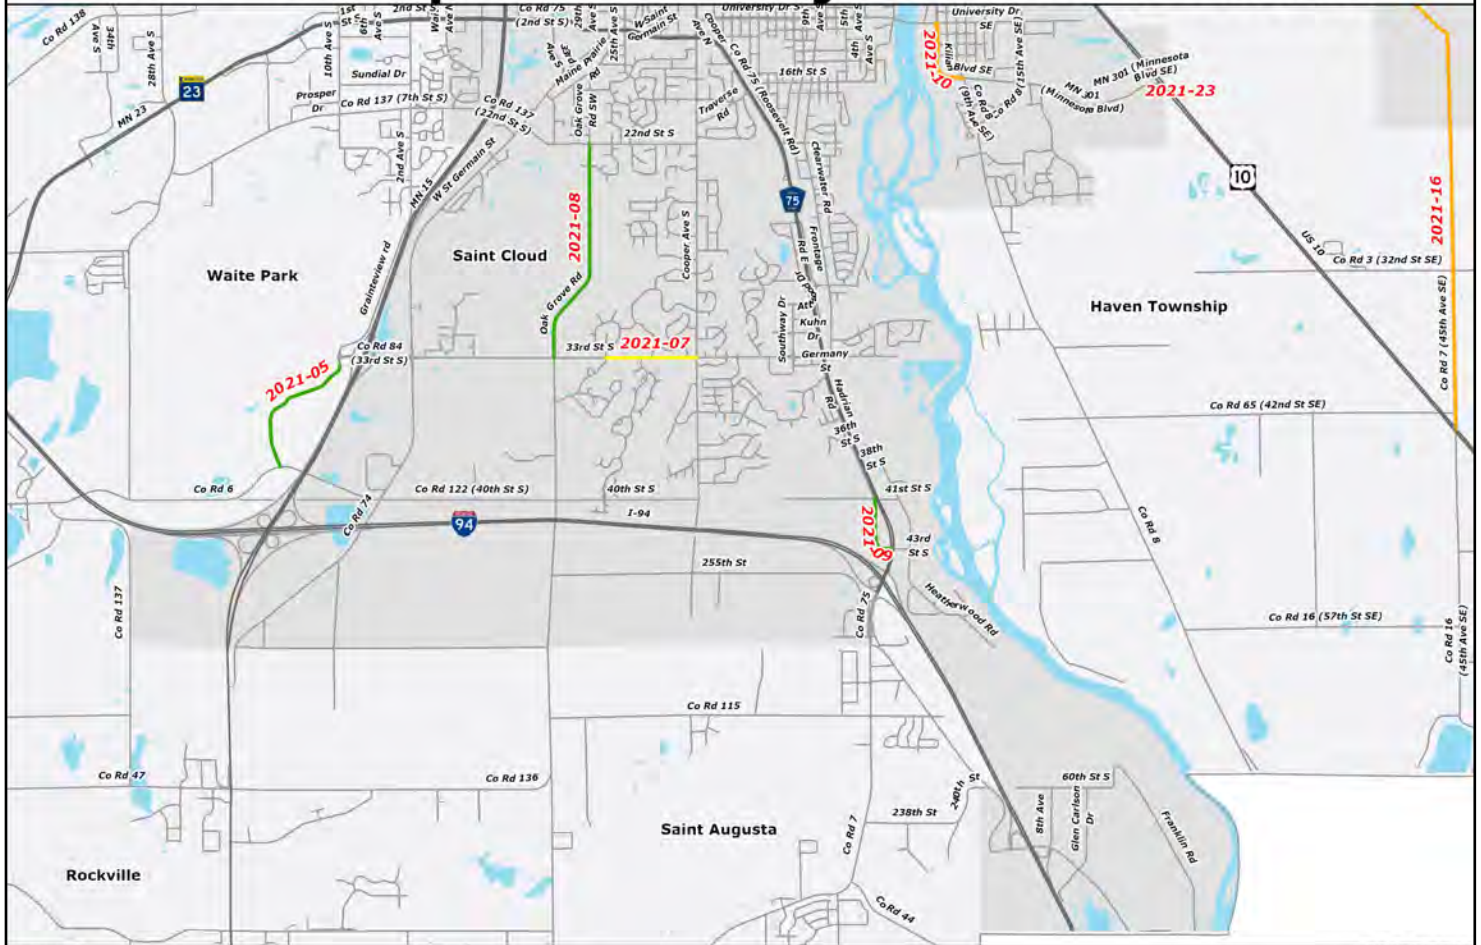 Co Rd 138
34th
Ave S
28th Ave S
1st
St S
2nd St S
10th Ave S
6th
Ave S
Co Rd 75
(2nd St S)
29th
Ave S
25th Ave S
33rd
Ave S
W Saint
Germain St
Cooper
Ave N
University Dr S
5th
Ave S
4th
Ave S
University Dr
SE
23
MN 23
Sundial Dr
Prosper
Dr
Co Rd 137 (7th St S)
Co Rd 137
(22nd St S)
2nd Ave S
MN 15
W St Germain St
Maine Prairie
Rd
Oak Grove
Rd SW
22nd St S
Traverse
Rd
16th St S
Co Rd 75 (Roosevelt Rd)
Clearwater Rd
75
2021-10
Kilian
Blvd SE
Co Rd 8
(9th Ave SE)
Co Rd 8 (15th Ave SE)
MN 301
(Minnesota Blvd)
MN 301 (Minnesota
Blvd SE)
2021-23
10
US 10
2021-16
Co Rd 3 (32nd St SE)
Co Rd 7 (45th Ave SE)
Waite Park
Saint Cloud
Haven Township
Graniteview rd
2021-08
Oak Grove Rd
Cooper Ave S
Frontage
Rd E
Southway Dr
Kuhn
Dr
Germany
St
Co Rd 84
(33rd St S)
33rd St S
2021-07
2021-05
Hadrian
Rd
36th
St S
38th
St S
Co Rd 65 (42nd St SE)
Co Rd 6
Co Rd 74
Co Rd 122 (40th St S)
40th St S
41st St S
94
I-94
2021-09
43rd
St S
Co Rd 8
255th St
Co Rd 75
Heatherwood Rd
Co Rd 137
Co Rd 16 (57th St SE)
Co Rd 16
(45th Ave SE)
Co Rd 115
Co Rd 47
Co Rd 136
240th St
60th St S
238th St
8th Ave
Glen Carlson
Dr
Franklin Rd
Saint Augusta
Co Rd 7
Rockville
Co Rd 44